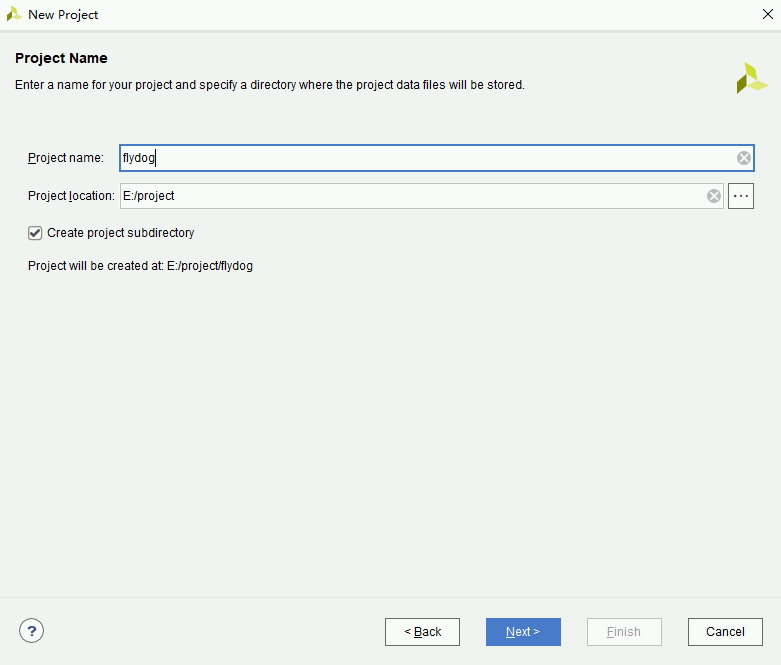 New Project
Project Name
Enter a name for your project and specify a directory where the project data files will be stored.
Project name: flydog
Project location: E:/project ...
Create project subdirectory
Project will be created at: E:/project/flydog
? < Back Next > Finish Cancel